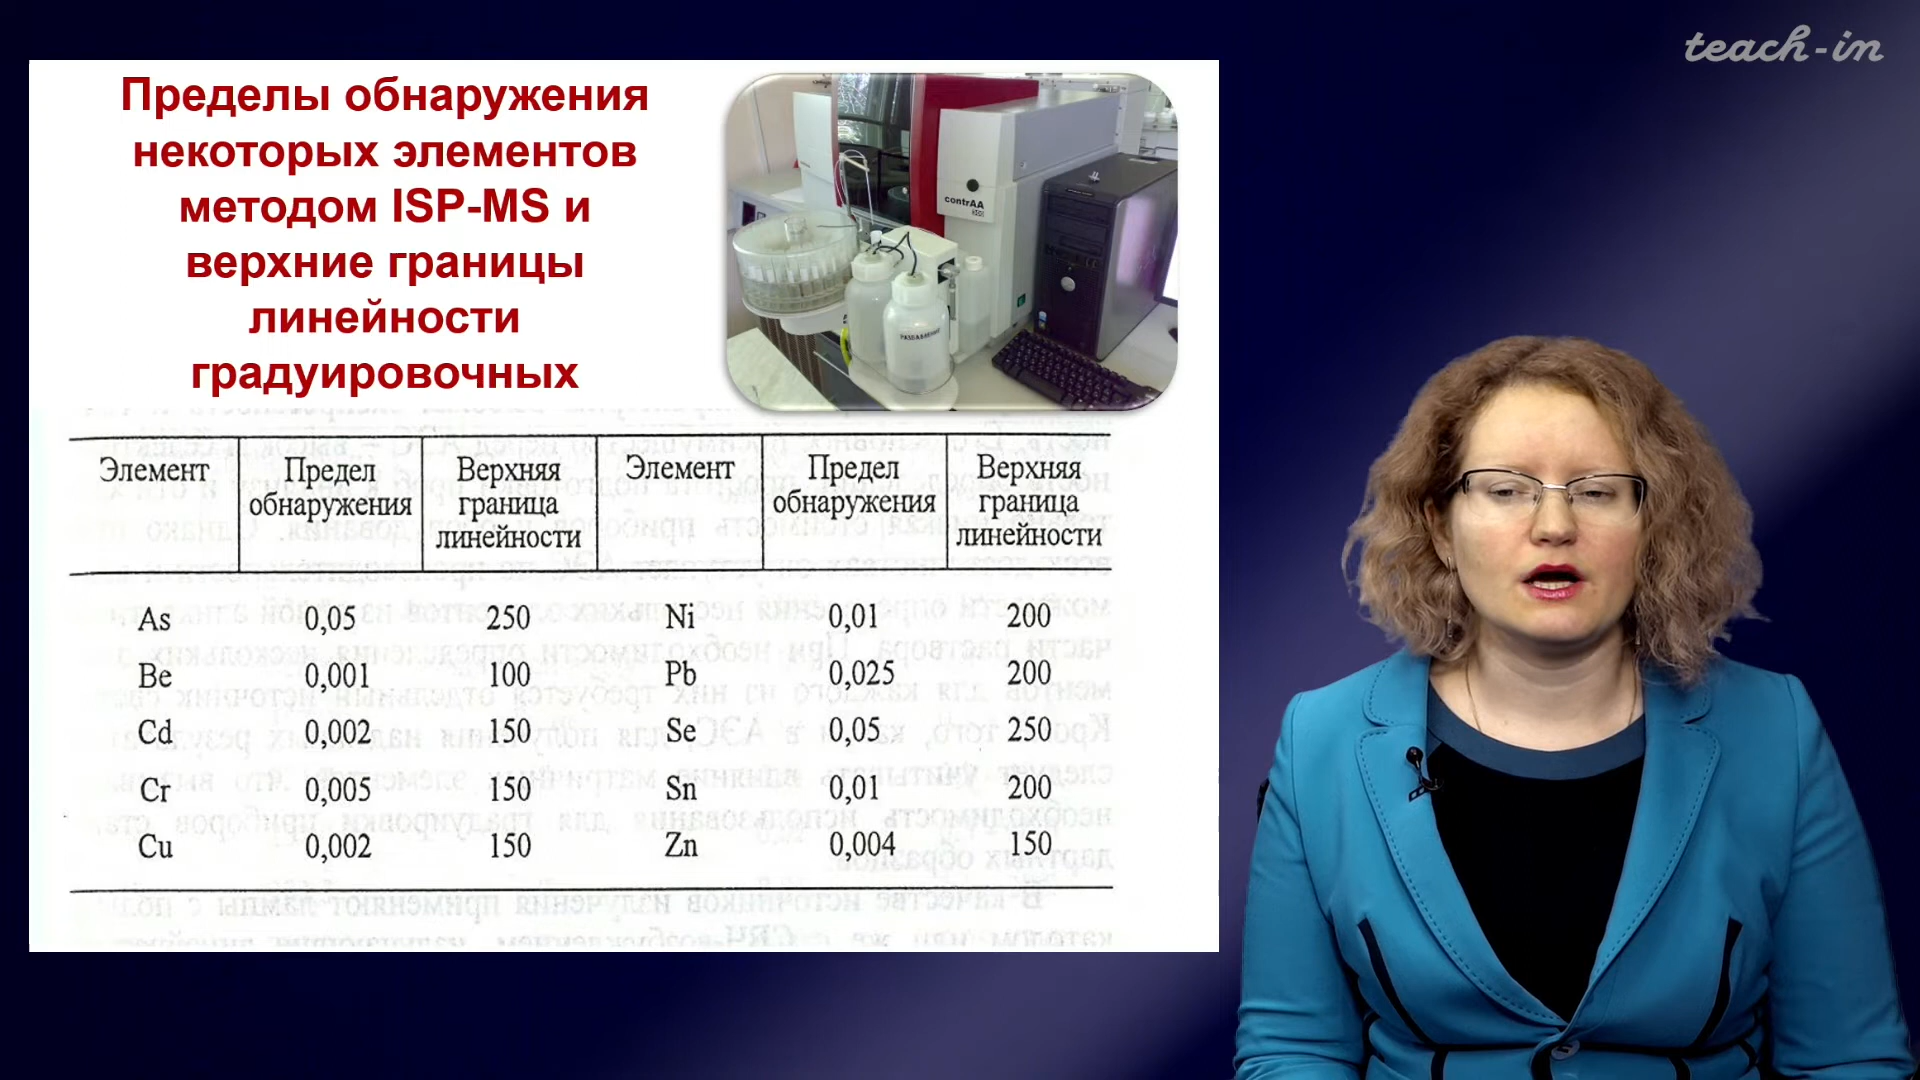 teach-in
Пределы обнаружения
некоторых элементов
методом ISP-MS и
верхние границы
линейности
градуировочных
contrAA
300
Элемент Предел обнаружения Верхняя граница линейности Элемент Предел обнаружения Верхняя граница линейности
As 0,05 250 Ni 0,01 200
Be 0,001 100 Pb 0,025 200
Cd 0,002 150 Se 0,05 250
Cr 0,005 150 Sn 0,01 200
Cu 0,002 150 Zn 0,004 150